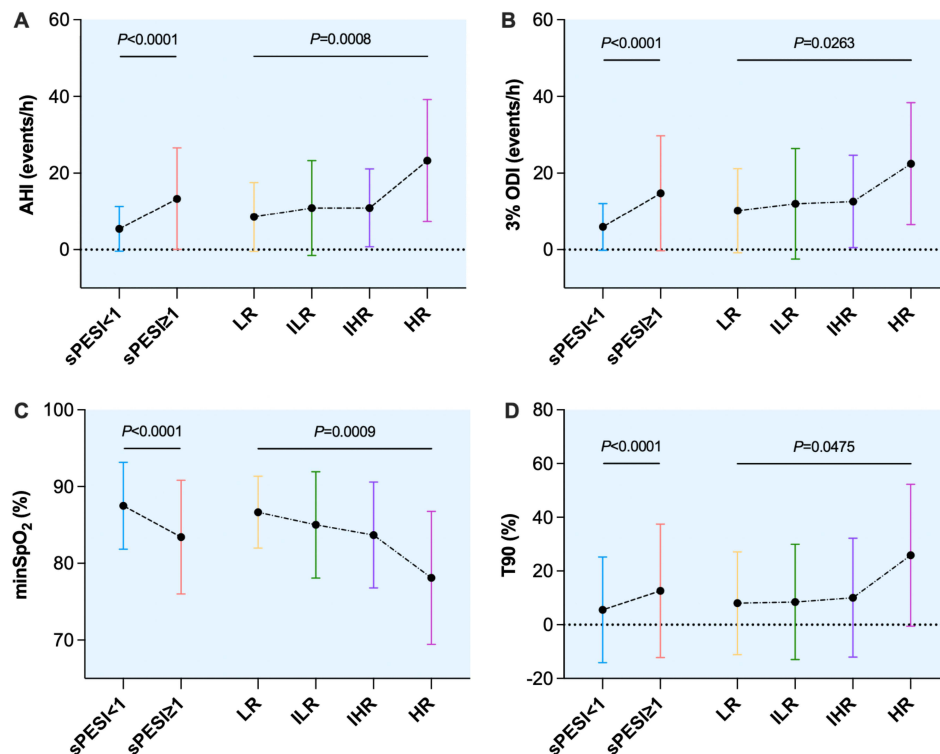 A
AHI (events/h)
60
40
20
0
P<0.0001
P=0.0008
sPESI<1
sPESI≥1
LR
ILR
IHR
HR
B
3% ODI (events/h)
60
40
20
0
P<0.0001
P=0.0263
sPESI<1
sPESI≥1
LR
ILR
IHR
HR
C
minSpO₂ (%)
100
90
80
70
P<0.0001
P=0.0009
sPESI<1
sPESI≥1
LR
ILR
IHR
HR
D
T90 (%)
80
60
40
20
0
-20
P<0.0001
P=0.0475
sPESI<1
sPESI≥1
LR
ILR
IHR
HR